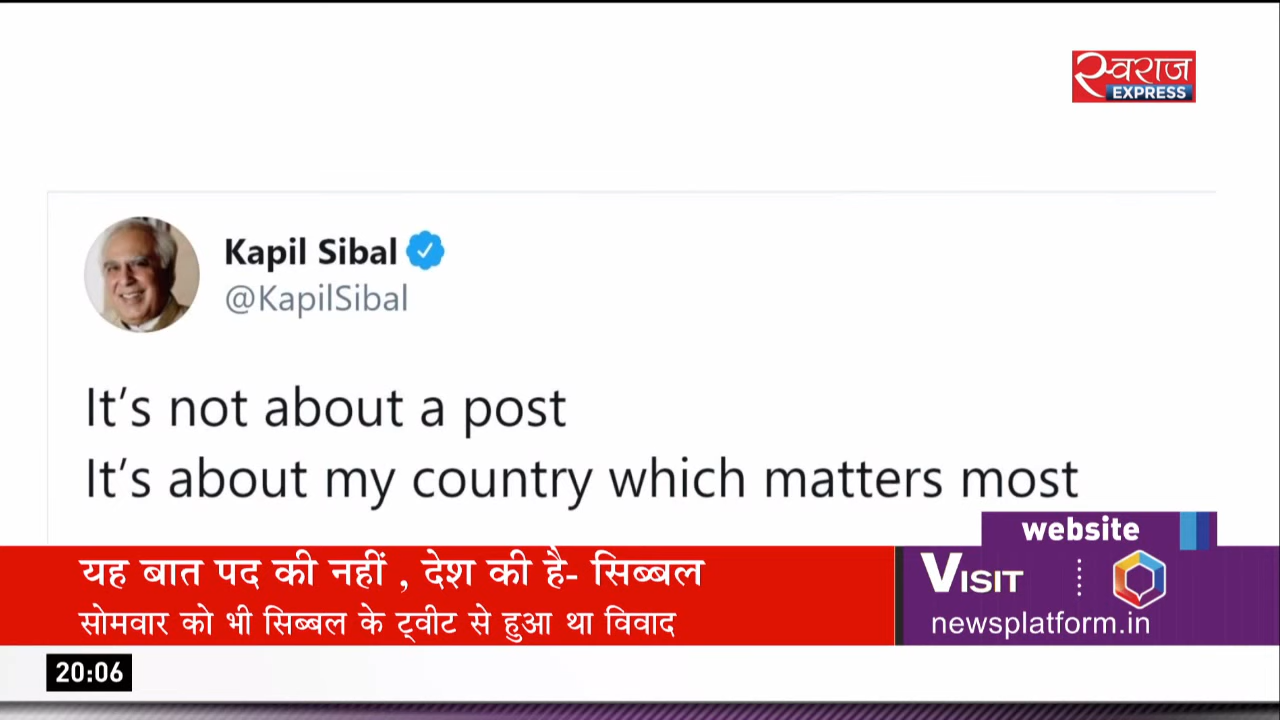 स्वराज
EXPRESS
Kapil Sibal
@KapilSibal
It's not about a post
It's about my country which matters most
website
यह बात पद की नहीं , देश की है- सिब्बल
सोमवार को भी सिब्बल के ट्वीट से हुआ था विवाद
VISIT
newsplatform.in
20:06